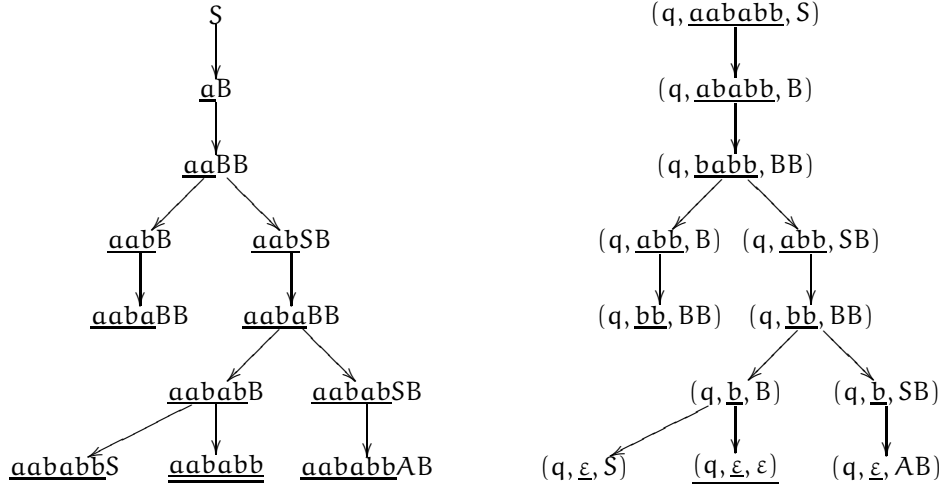 S (q, aababb, S)
aB (q, ababb, B)
aaBB (q, babb, BB)
aabB aabSB (q, abb, B) (q, abb, SB)
aabaBB aabaBB (q, bb, BB) (q, bb, BB)
aababB aababSB (q, b, B) (q, b, SB)
aababbS aababb aababbAB (q, ε, S) (q, ε, ε) (q, ε, AB)